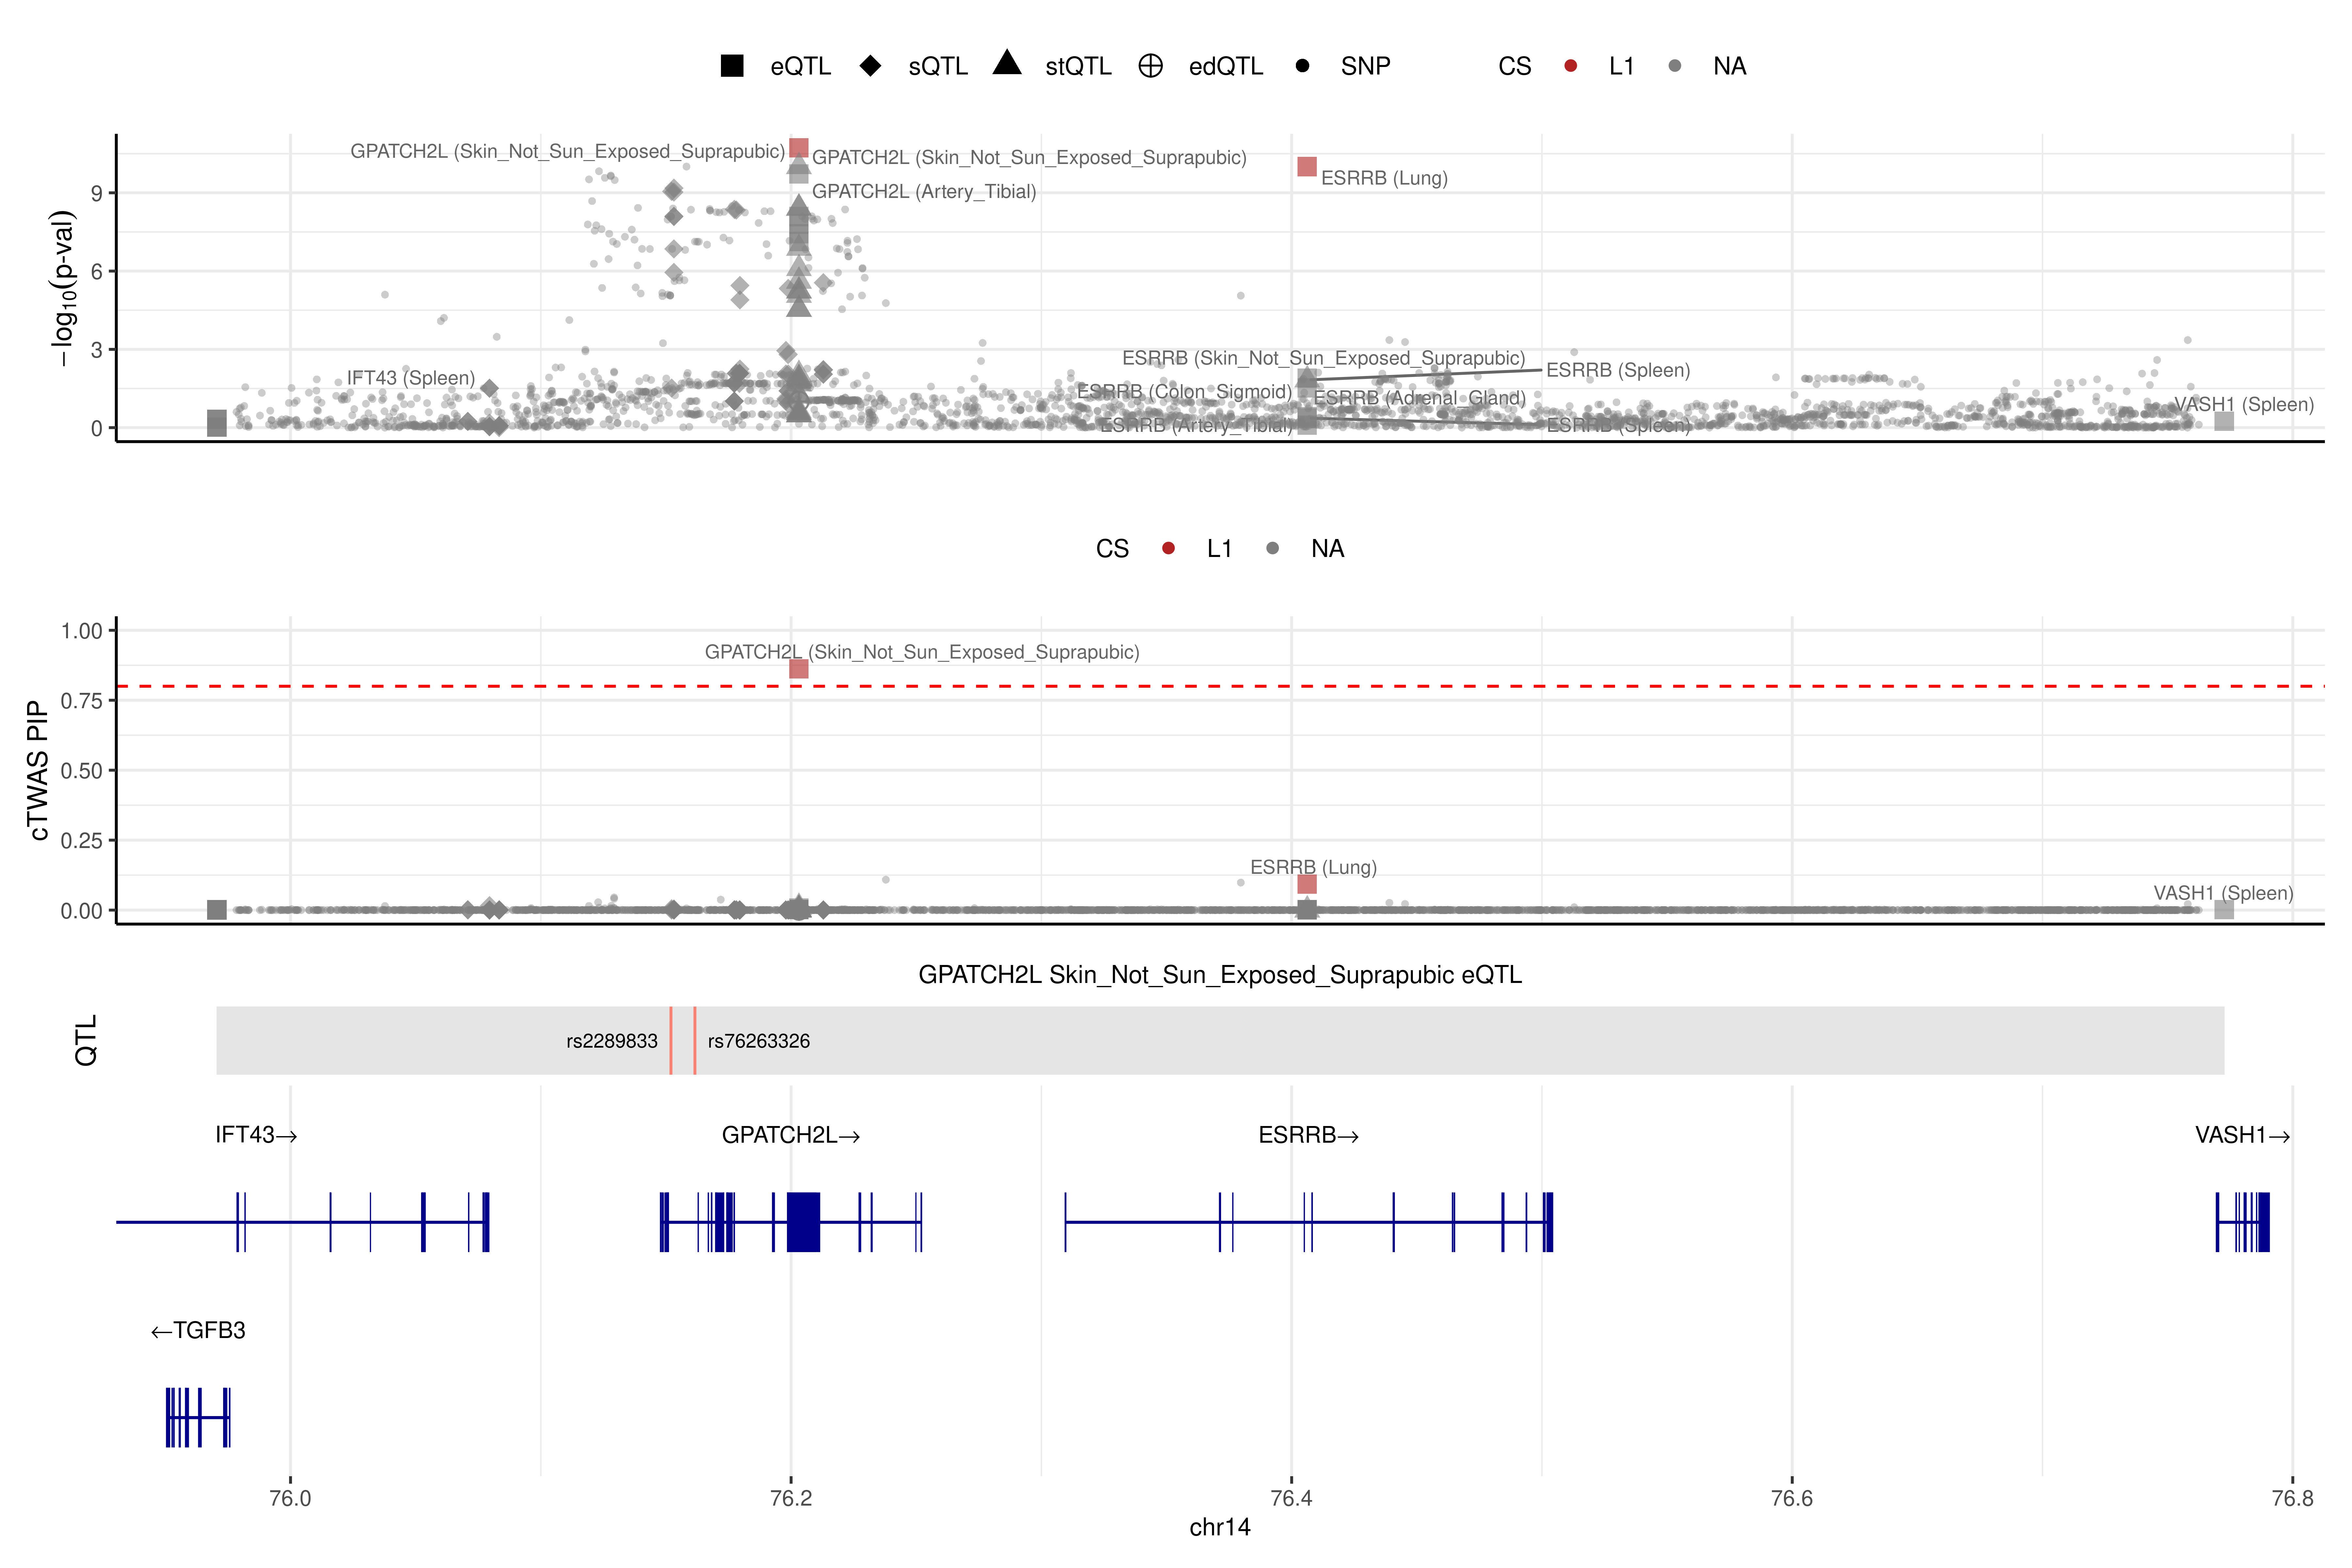 eQTL sQTL stQTL edQTL SNP CS L1 NA
GPATCH2L (Skin_Not_Sun_Exposed_Suprapubic)
GPATCH2L (Skin_Not_Sun_Exposed_Suprapubic)
ESRRB (Lung)
GPATCH2L (Artery_Tibial)
ESRRB (Skin_Not_Sun_Exposed_Suprapubic)
ESRRB (Spleen)
IFT43 (Spleen)
ESRRB (Colon_Sigmoid)
ESRRB (Adrenal_Gland)
VASH1 (Spleen)
ESRRB (Artery_Tibial)
ESRRB (Spleen)
9
6
3
0
−log10(p-val)
CS L1 NA
GPATCH2L (Skin_Not_Sun_Exposed_Suprapubic)
ESRRB (Lung)
VASH1 (Spleen)
1.00
0.75
0.50
0.25
0.00
cTWAS PIP
GPATCH2L Skin_Not_Sun_Exposed_Suprapubic eQTL
QTL
rs2289833 rs76263326
IFT43→ GPATCH2L→ ESRRB→ VASH1→
←TGFB3
76.0 76.2 76.4 76.6 76.8
chr14